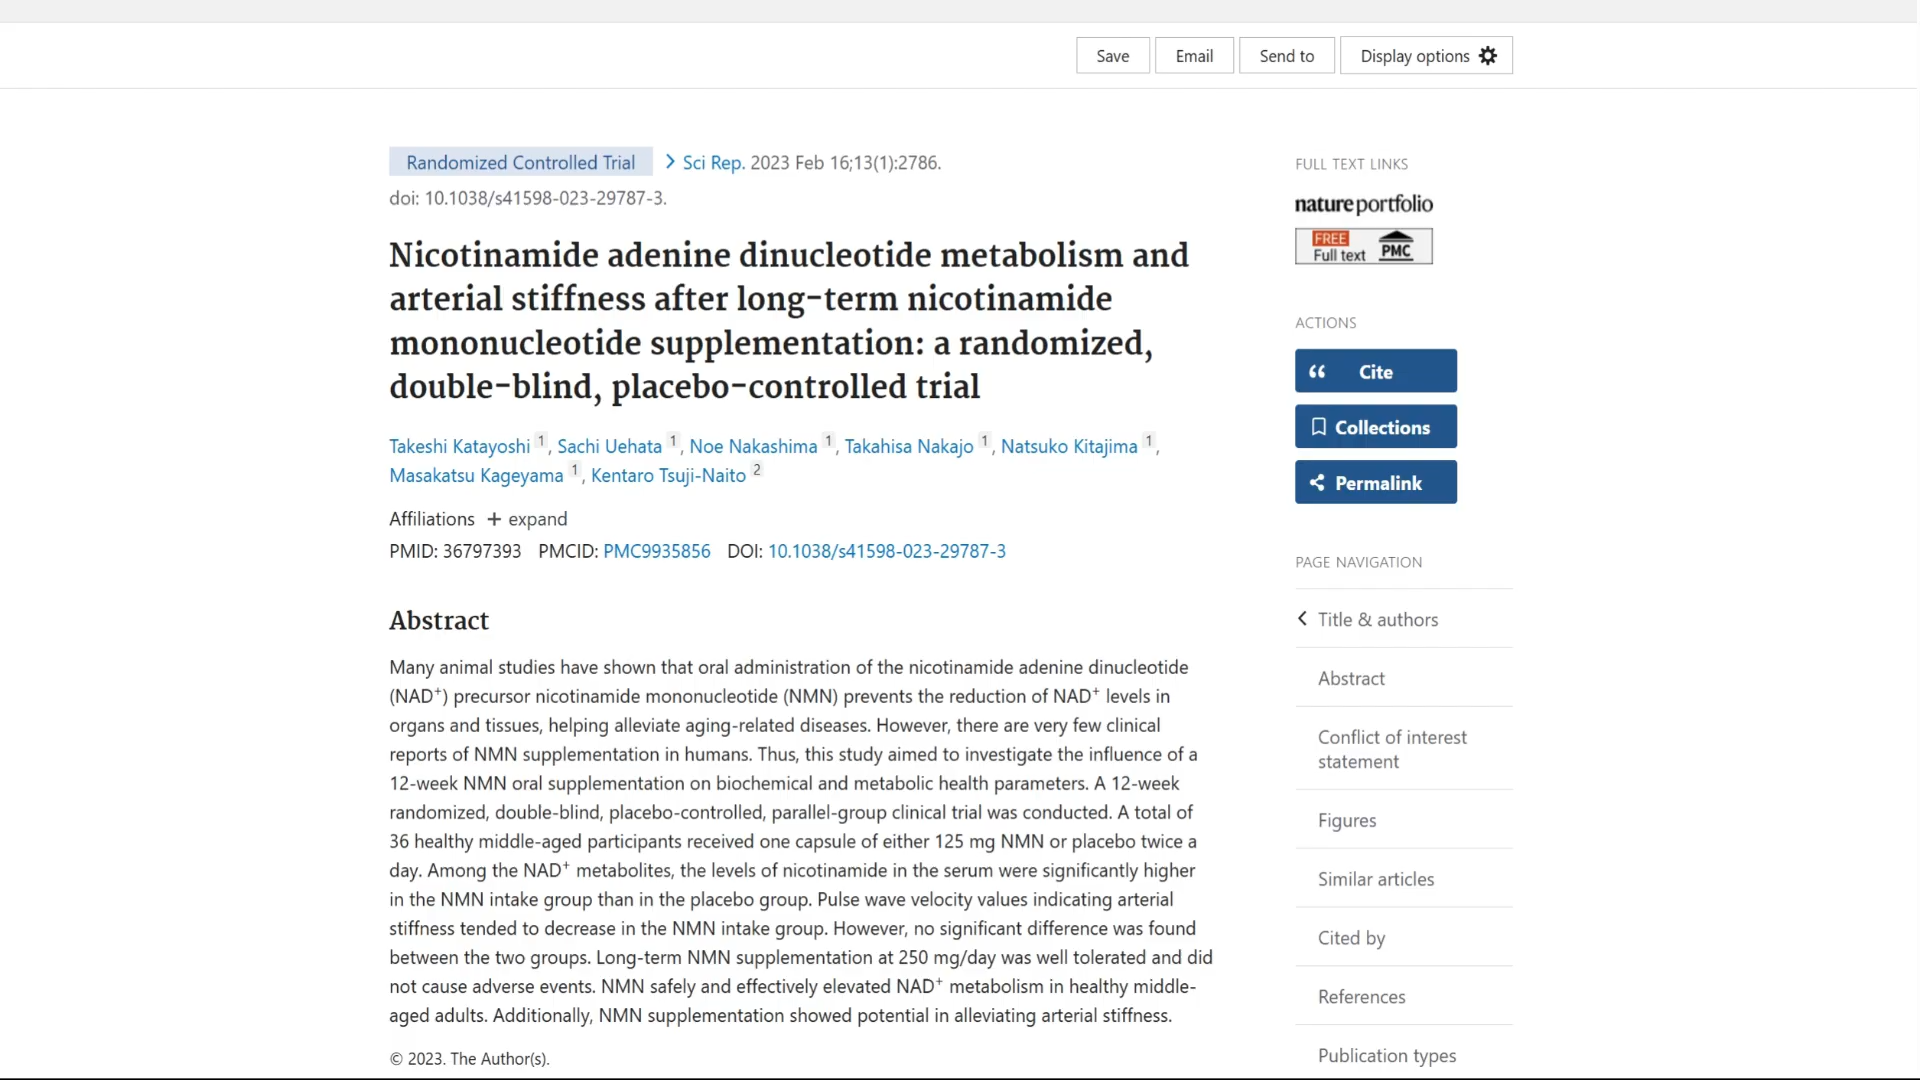 Save Email Send to Display options
Randomized Controlled Trial > Sci Rep. 2023 Feb 16;13(1):2786.
doi: 10.1038/s41598-023-29787-3.
Nicotinamide adenine dinucleotide metabolism and
arterial stiffness after long-term nicotinamide
mononucleotide supplementation: a randomized,
double-blind, placebo-controlled trial
Takeshi Katayoshi 1, Sachi Uehata 1, Noe Nakashima 1, Takahisa Nakajo 1, Natsuko Kitajima 1,
Masakatsu Kageyama 1, Kentaro Tsuji-Naito 2
Affiliations + expand
PMID: 36797393 PMCID: PMC9935856 DOI: 10.1038/s41598-023-29787-3
Abstract
Many animal studies have shown that oral administration of the nicotinamide adenine dinucleotide
(NAD+) precursor nicotinamide mononucleotide (NMN) prevents the reduction of NAD+ levels in
organs and tissues, helping alleviate aging-related diseases. However, there are very few clinical
reports of NMN supplementation in humans. Thus, this study aimed to investigate the influence of a
12-week NMN oral supplementation on biochemical and metabolic health parameters. A 12-week
randomized, double-blind, placebo-controlled, parallel-group clinical trial was conducted. A total of
36 healthy middle-aged participants received one capsule of either 125 mg NMN or placebo twice a
day. Among the NAD+ metabolites, the levels of nicotinamide in the serum were significantly higher
in the NMN intake group than in the placebo group. Pulse wave velocity values indicating arterial
stiffness tended to decrease in the NMN intake group. However, no significant difference was found
between the two groups. Long-term NMN supplementation at 250 mg/day was well tolerated and did
not cause adverse events. NMN safely and effectively elevated NAD+ metabolism in healthy middle-
aged adults. Additionally, NMN supplementation showed potential in alleviating arterial stiffness.
© 2023. The Author(s).
FULL TEXT LINKS
nature portfolio
FREE
Full text PMC
ACTIONS
Cite
Collections
Permalink
PAGE NAVIGATION
Title & authors
Abstract
Conflict of interest
statement
Figures
Similar articles
Cited by
References
Publication types